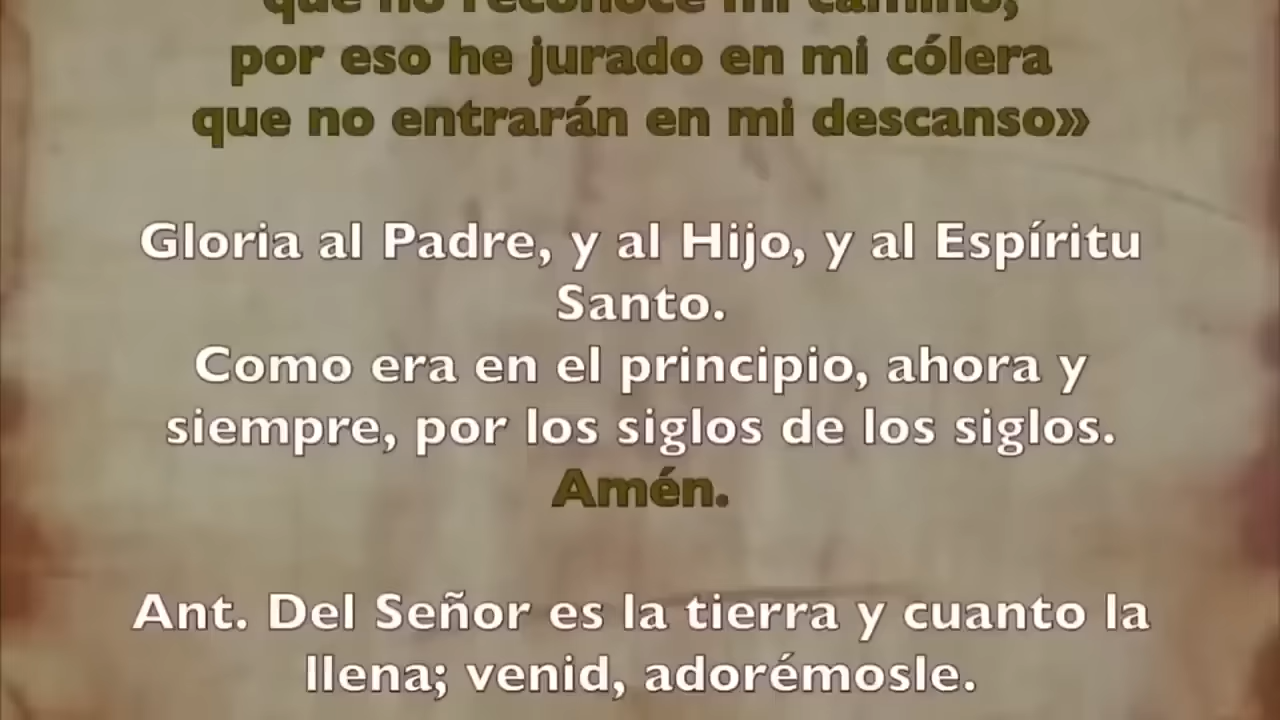 que no reconoce mi camino,
por eso he jurado en mi cólera
que no entrarán en mi descanso»
Gloria al Padre, y al Hijo, y al Espíritu
Santo.
Como era en el principio, ahora y
siempre, por los siglos de los siglos.
Amén.
Ant. Del Señor es la tierra y cuanto la
llena; venid, adorémosle.